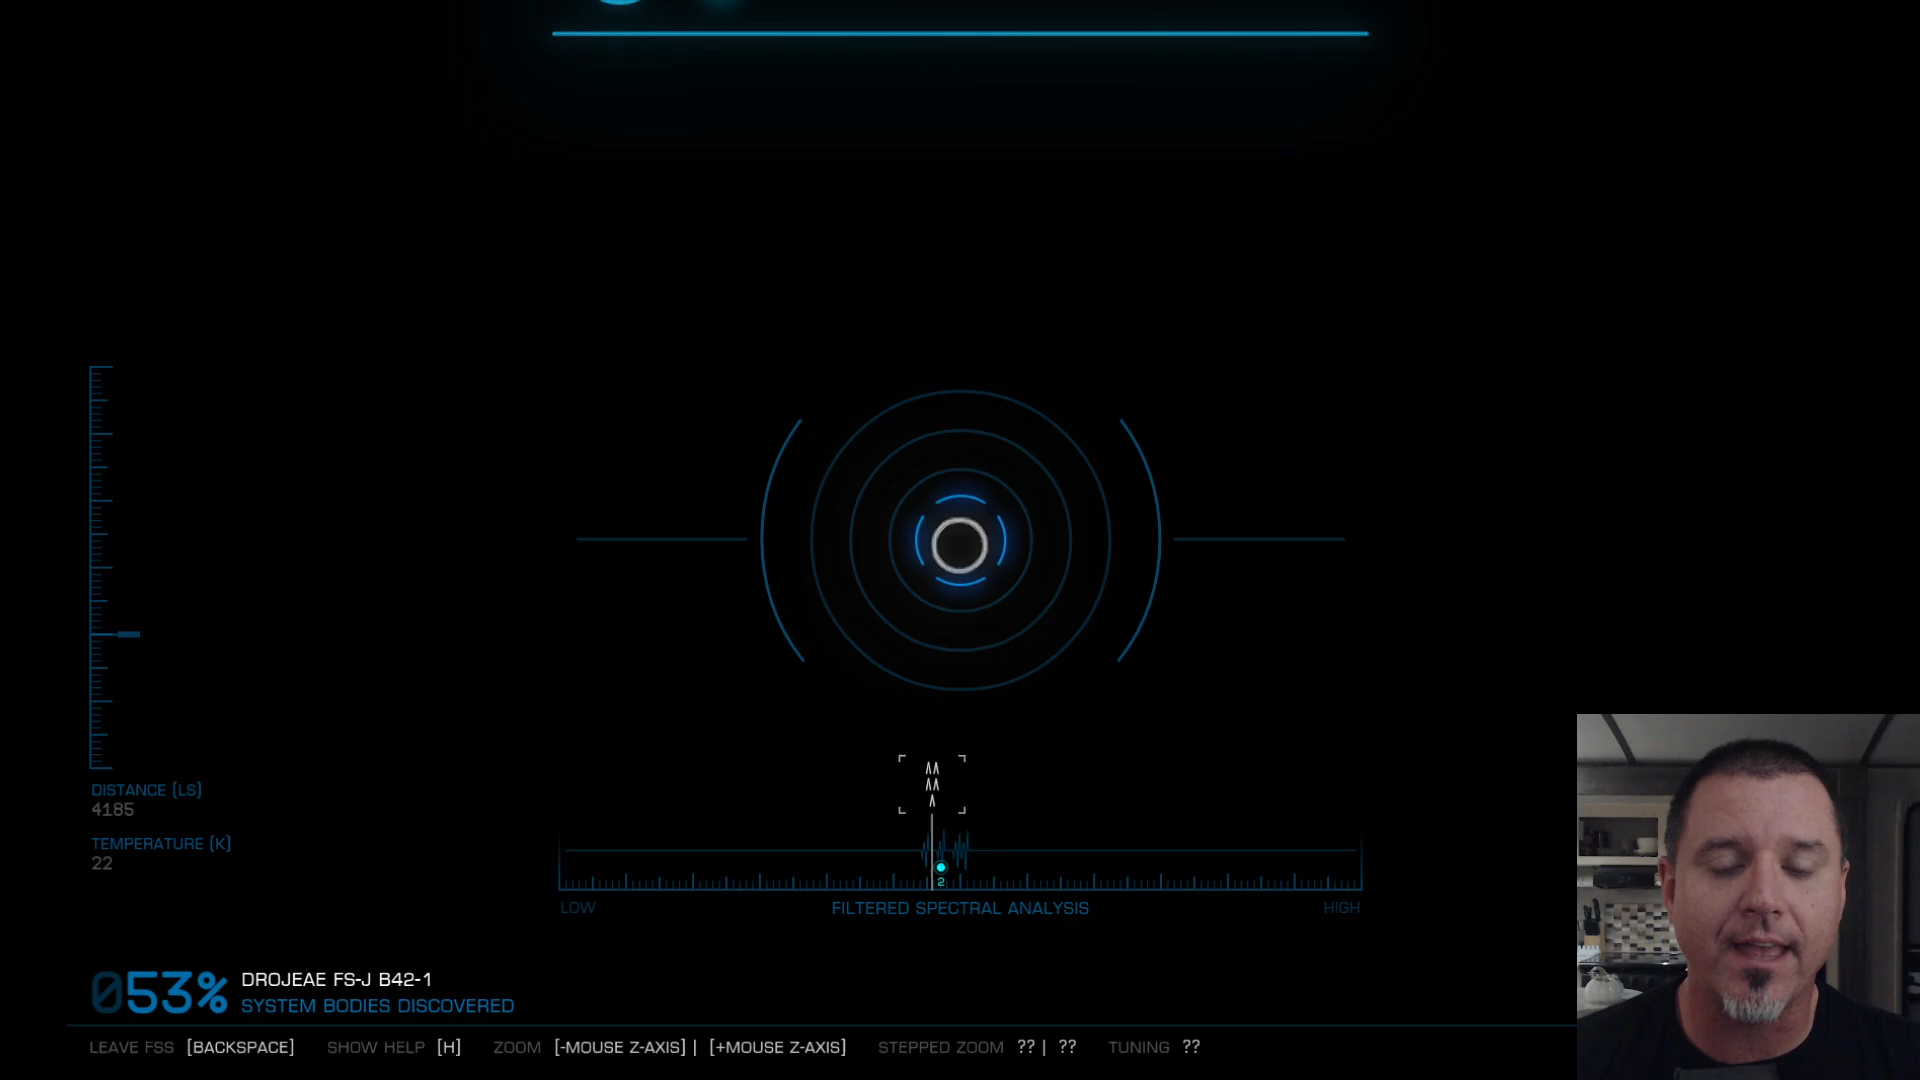 DISTANCE (LS)
4185
TEMPERATURE (K)
22
2
LOW
FILTERED SPECTRAL ANALYSIS
HIGH
053%
DROJEAE FS-J B42-1
SYSTEM BODIES DISCOVERED
LEAVE FSS [BACKSPACE] SHOW HELP [H] ZOOM [-MOUSE Z-AXIS] | [+MOUSE Z-AXIS] STEPPED ZOOM ?? | ?? TUNING ??